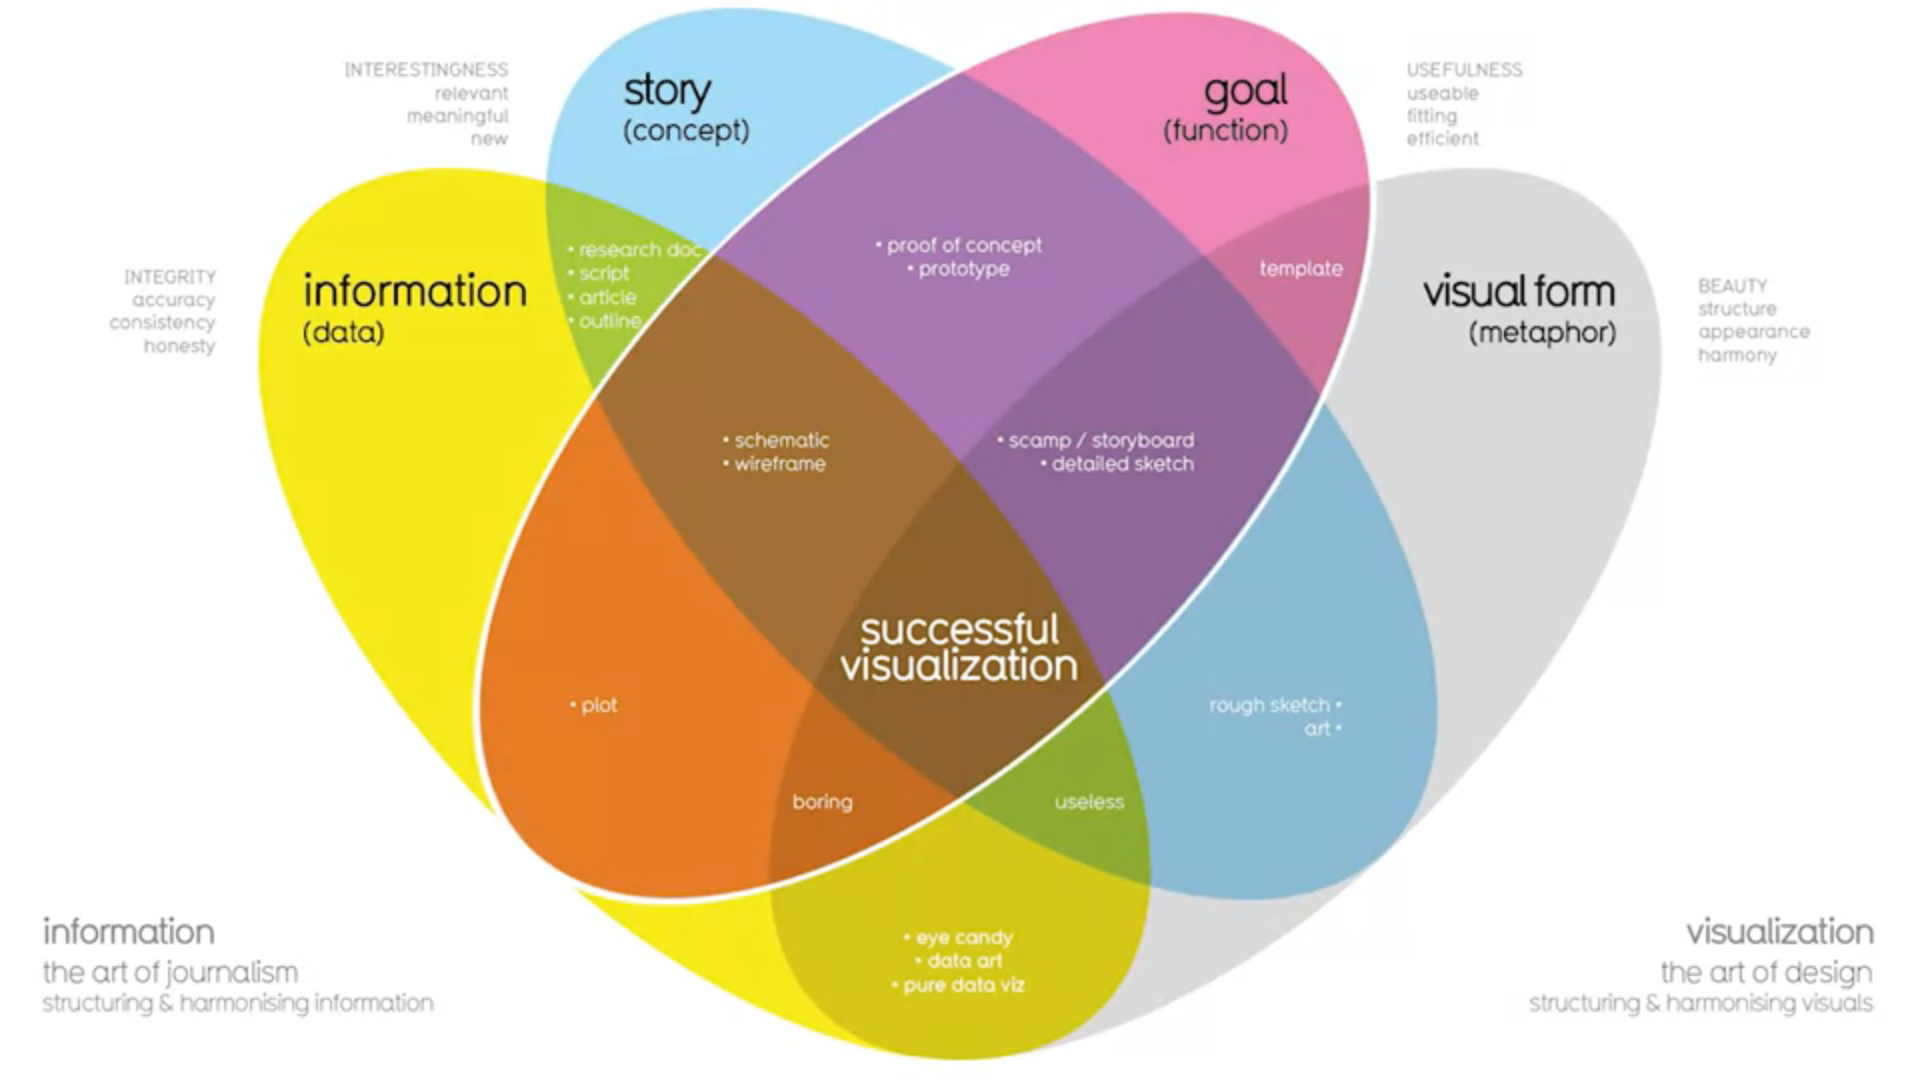 INTERESTINGNESS
relevant
meaningful
new
story
(concept)
goal
(function)
USEFULNESS
useable
fitting
efficient
INTEGRITY
accuracy
consistency
honesty
information
(data)
• research doc
• script
• article
• outline
• proof of concept
• prototype
template
visual form
(metaphor)
BEAUTY
structure
appearance
harmony
• schematic
• wireframe
• scamp / storyboard
• detailed sketch
successful
visualization
• plot
rough sketch •
art •
boring
useless
• eye candy
• data art
• pure data viz
information
the art of journalism
structuring & harmonising information
visualization
the art of design
structuring & harmonising visuals